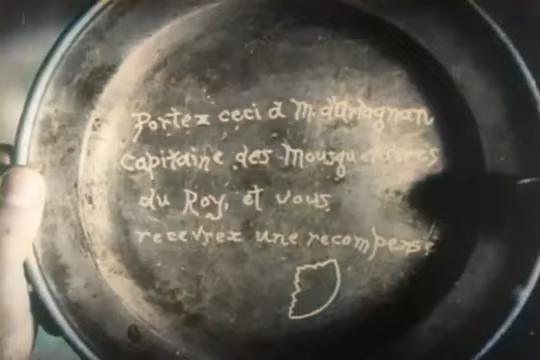 Portez ceci à M. d'Artagnan
Capitaine des Mousquetaires
du Roy, et vous
recevrez une recompense